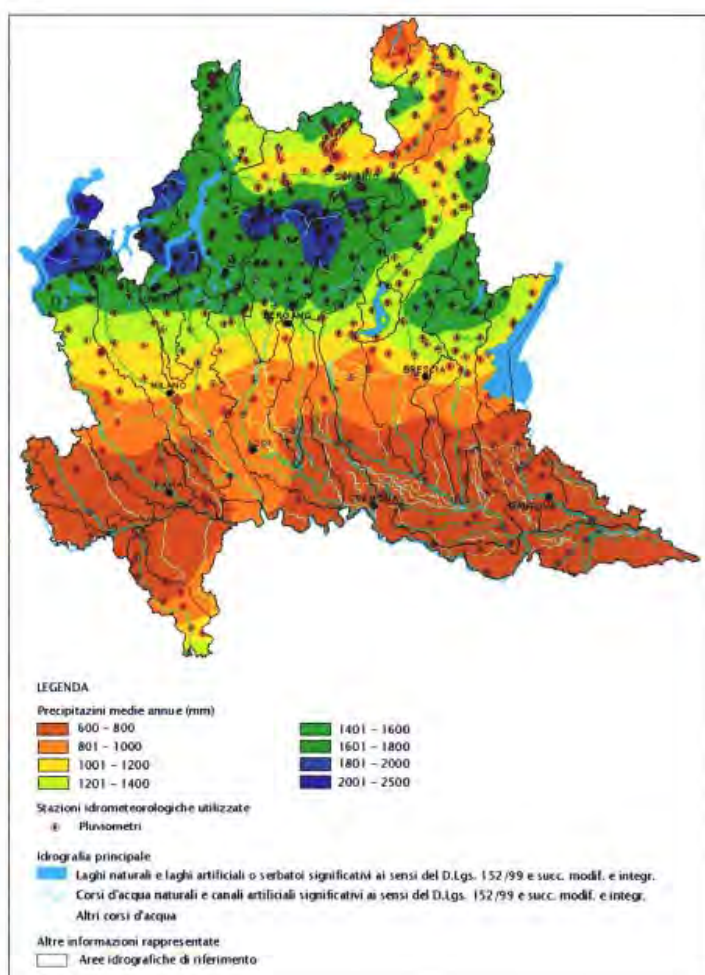 BERGAMO
BRESCIA
MILANO
PAVIA
CREMONA
MANTOVA
LEGENDA
Precipitazini medie annue (mm)
600 - 800
801 - 1000
1001 - 1200
1201 - 1400
1401 - 1600
1601 - 1800
1801 - 2000
2001 - 2500
Stazioni idrometeorologiche utilizzate
Pluviometri
Idrografia principale
Laghi naturali e laghi artificiali o serbatoi significativi ai sensi del D.Lgs. 152/99 e succ. modif. e integr.
Corsi d'acqua naturali e canali artificiali significativi ai sensi del D.Lgs. 152/99 e succ. modif. e integr.
Altri corsi d'acqua
Altre informazioni rappresentate
Aree idrografiche di riferimento